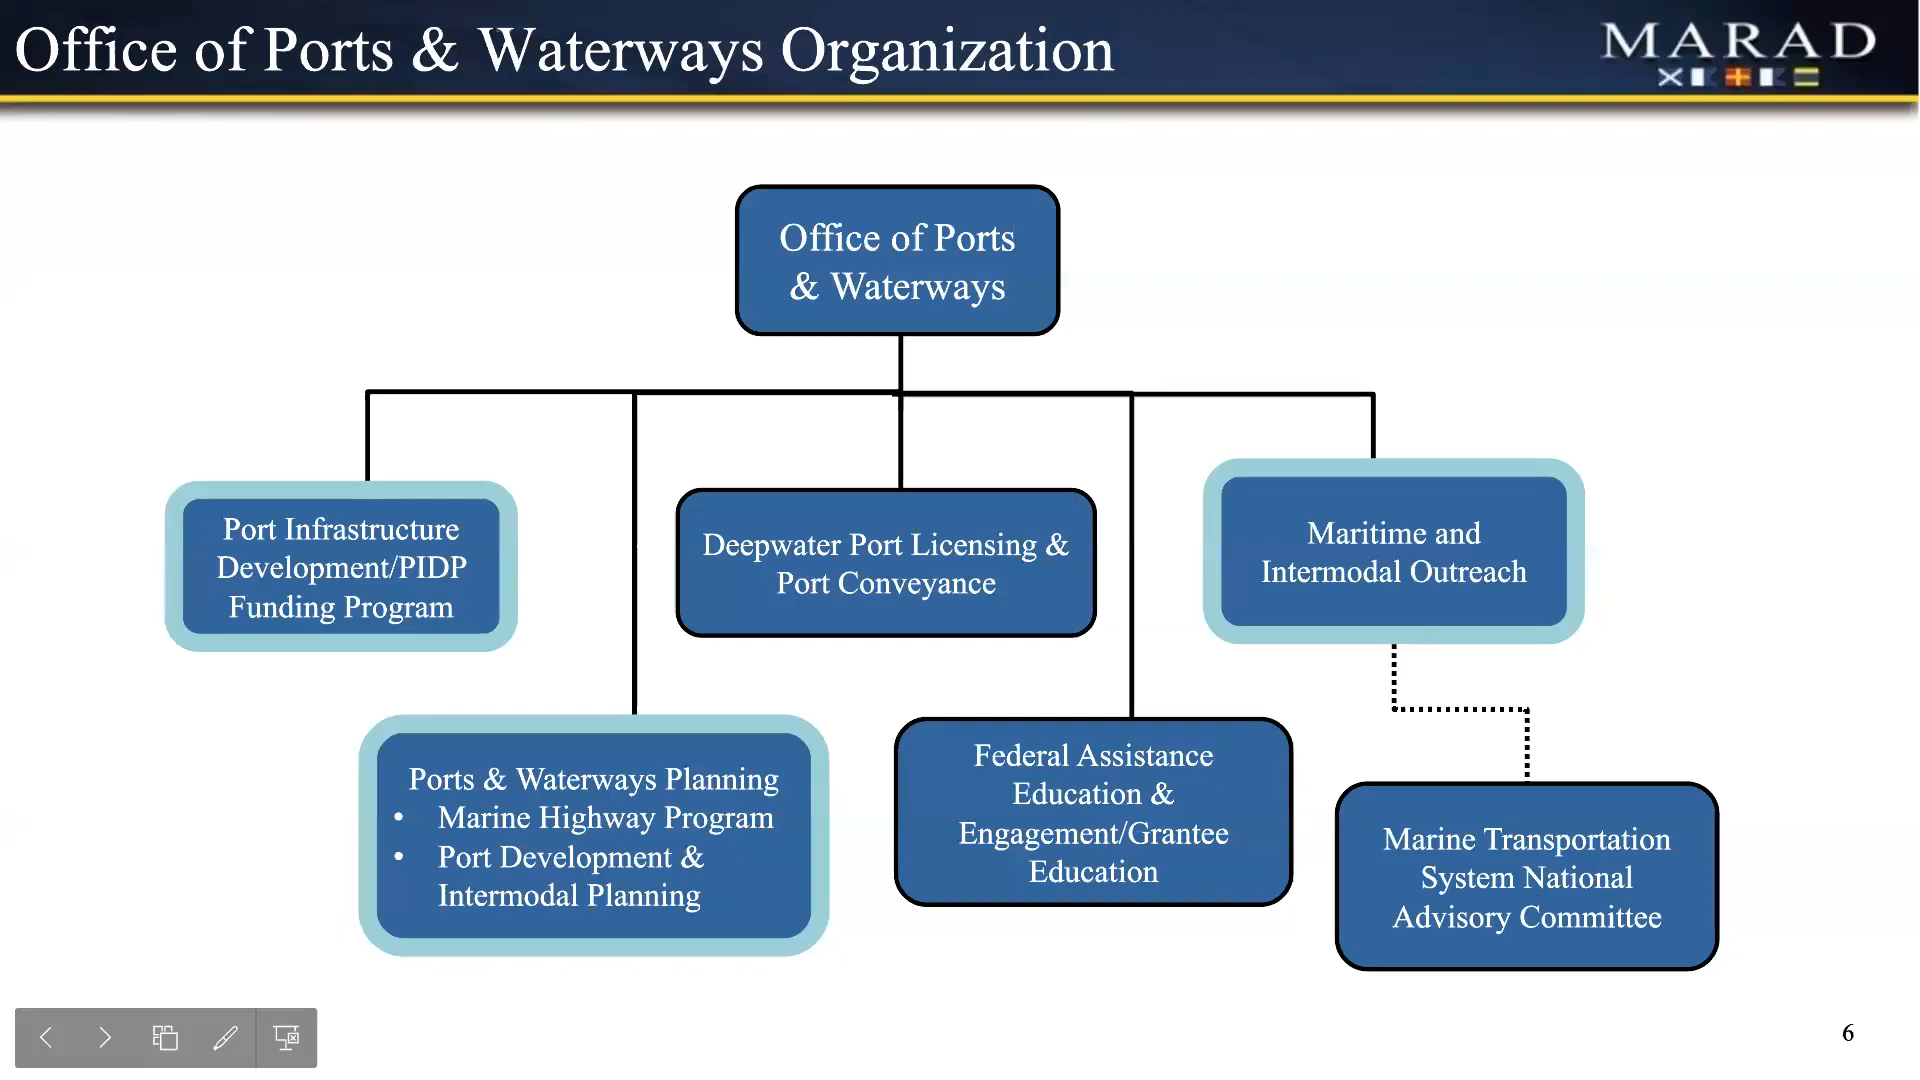 Office of Ports & Waterways Organization
MARAD
Office of Ports
& Waterways
Port Infrastructure
Development/PIDP
Funding Program
Deepwater Port Licensing &
Port Conveyance
Maritime and
Intermodal Outreach
Ports & Waterways Planning
• Marine Highway Program
• Port Development &
Intermodal Planning
Federal Assistance
Education &
Engagement/Grantee
Education
Marine Transportation
System National
Advisory Committee
6